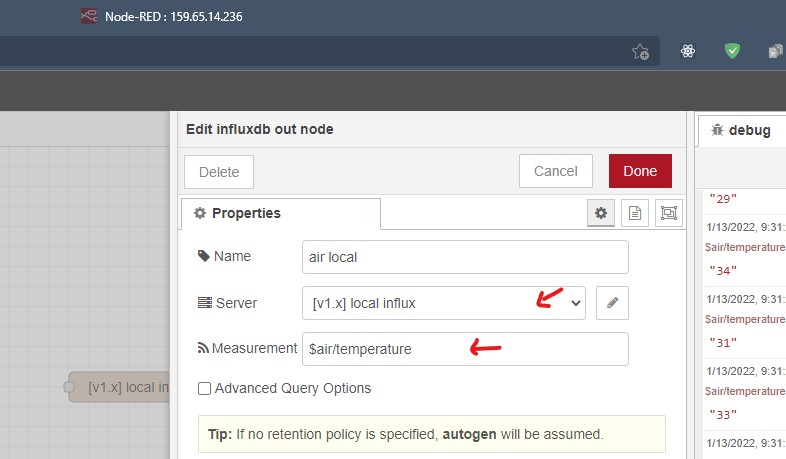 Node-RED : 159.65.14.236
Edit influxdb out node
Delete
Cancel
Done
Properties
Name
air local
Server
[v1.x] local influx
Measurement
$air/temperature
Advanced Query Options
Tip: If no retention policy is specified, autogen will be assumed.
[v1.x] local in
debug
"29"
1/13/2022, 9:31:
$air/temperature
"34"
1/13/2022, 9:31:
$air/temperature
"31"
1/13/2022, 9:31:
$air/temperature
"33"
1/13/2022, 9:31: